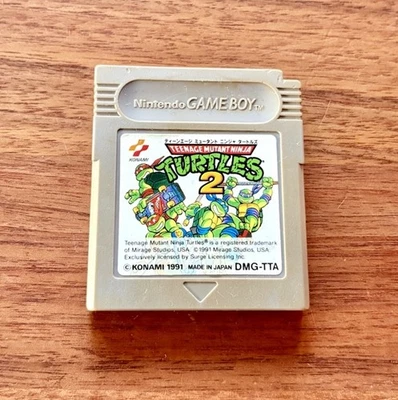 Nintendo GAME BOY TM
ティーンエージ ミュータント ニンジャ タートルズ
KONAMI
TEENAGE MUTANT NINJA
TURTLES
2
Teenage Mutant Ninja Turtles® is a registered trademark
of Mirage Studios, USA. ©1991 Mirage Studios, USA.
Exclusively licensed by Surge Licensing Inc.
© KONAMI 1991 MADE IN JAPAN DMG-TTA